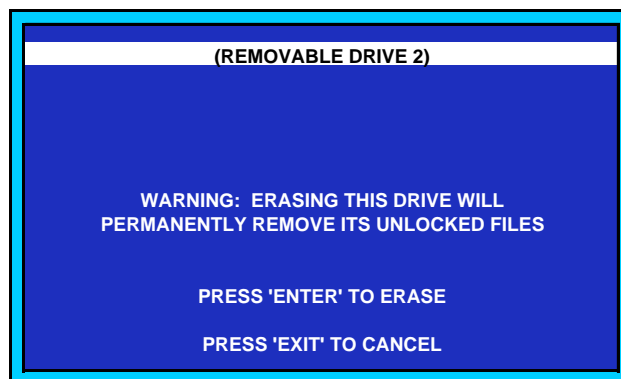 (REMOVABLE DRIVE 2)
WARNING:  ERASING THIS DRIVE WILL
PERMANENTLY REMOVE ITS UNLOCKED FILES
PRESS 'ENTER' TO ERASE
PRESS 'EXIT' TO CANCEL